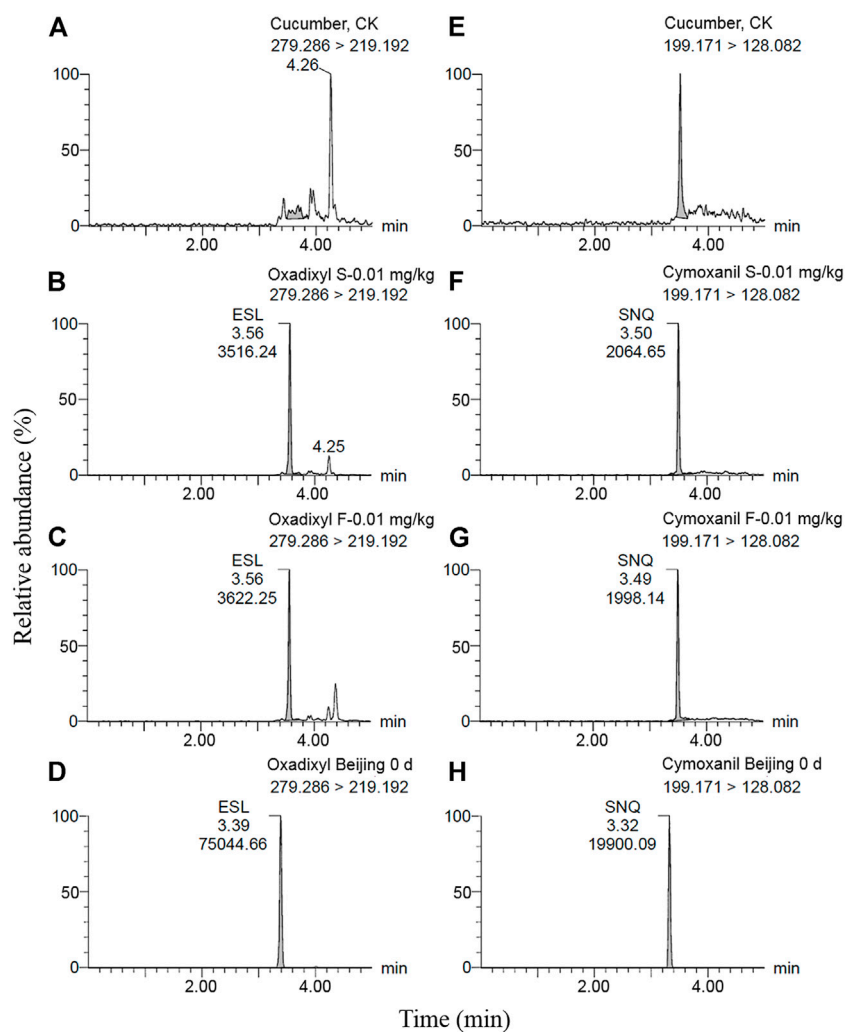 A
Cucumber, CK
279.286 > 219.192
4.26
100
50
0
2.00
4.00
min
E
Cucumber, CK
199.171 > 128.082
100
50
0
2.00
4.00
min
B
Oxadixyl S-0.01 mg/kg
279.286 > 219.192
ESL
3.56
3516.24
4.25
100
50
0
2.00
4.00
min
F
Cymoxanil S-0.01 mg/kg
199.171 > 128.082
SNQ
3.50
2064.65
100
50
0
2.00
4.00
min
C
Oxadixyl F-0.01 mg/kg
279.286 > 219.192
ESL
3.56
3622.25
100
50
0
2.00
4.00
min
G
Cymoxanil F-0.01 mg/kg
199.171 > 128.082
SNQ
3.49
1998.14
100
50
0
2.00
4.00
min
D
Oxadixyl Beijing 0 d
279.286 > 219.192
ESL
3.39
75044.66
100
50
0
2.00
4.00
min
H
Cymoxanil Beijing 0 d
199.171 > 128.082
SNQ
3.32
19900.09
100
50
0
2.00
4.00
min
Relative abundance (%)
Time (min)